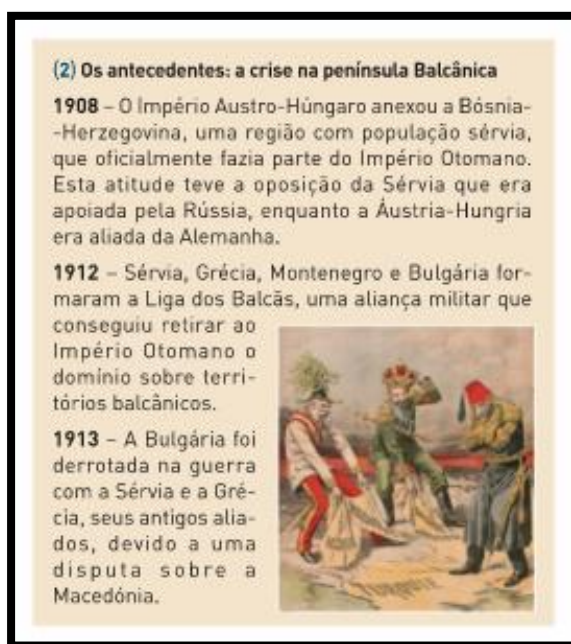 (2) Os antecedentes: a crise na península Balcânica
1908 – O Império Austro-Húngaro anexou a Bósnia-
-Herzegovina, uma região com população sérvia,
que oficialmente fazia parte do Império Otomano.
Esta atitude teve a oposição da Sérvia que era
apoiada pela Rússia, enquanto a Áustria-Hungria
era aliada da Alemanha.
1912 – Sérvia, Grécia, Montenegro e Bulgária for-
maram a Liga dos Balcãs, uma aliança militar que
conseguiu retirar ao
Império Otomano o
domínio sobre terri-
tórios balcânicos.
1913 – A Bulgária foi
derrotada na guerra
com a Sérvia e a Gré-
cia, seus antigos alia-
dos, devido a uma
disputa sobre a
Macedónia.